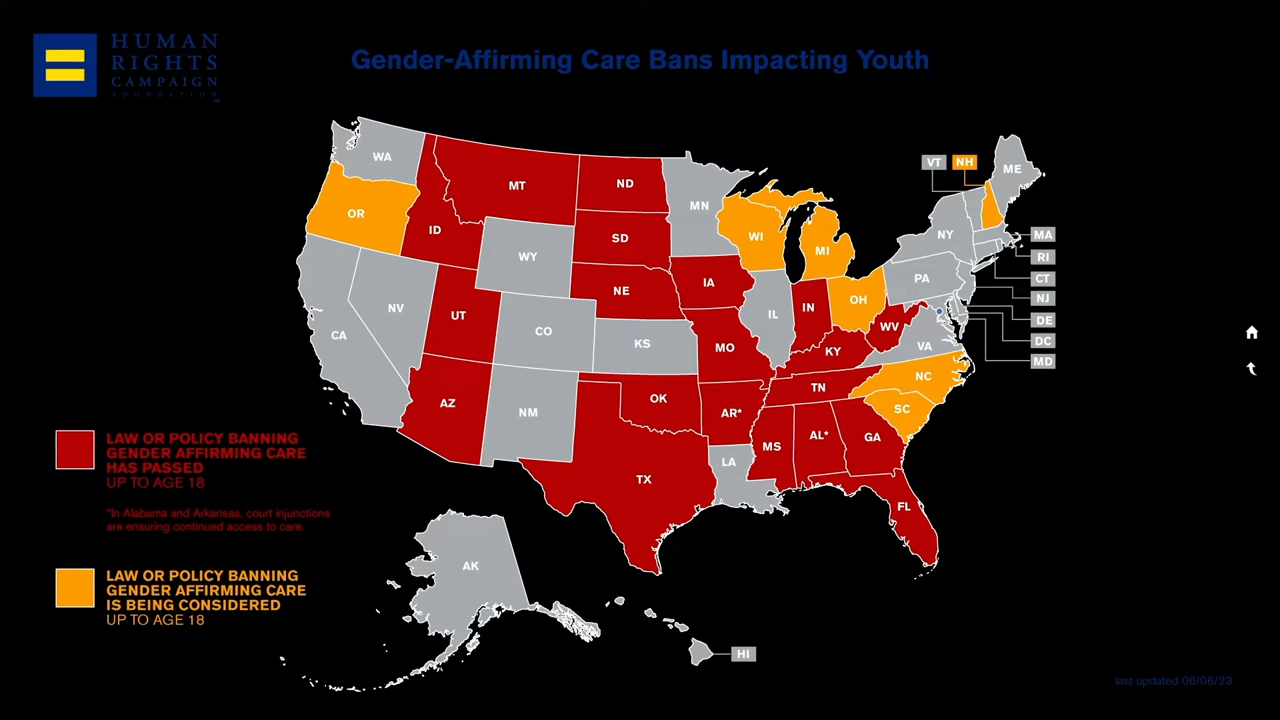 HUMAN
RIGHTS
CAMPAIGN
FOUNDATION
™
Gender-Affirming Care Bans Impacting Youth
WA
MT
ND
MN
VT
NH
ME
OR
ID
SD
WI
MI
NY
MA
WY
RI
NE
IA
PA
CT
NV
UT
CO
KS
IL
IN
OH
NJ
CA
MO
KY
WV
VA
DE
DC
MD
AZ
NM
OK
AR*
TN
NC
SC
MS
AL*
GA
TX
LA
FL
AK
HI
LAW OR POLICY BANNING
GENDER AFFIRMING CARE
HAS PASSED
UP TO AGE 18
*In Alabama and Arkansas, court injunctions
are ensuring continued access to care.
LAW OR POLICY BANNING
GENDER AFFIRMING CARE
IS BEING CONSIDERED
UP TO AGE 18
last updated 06/06/23